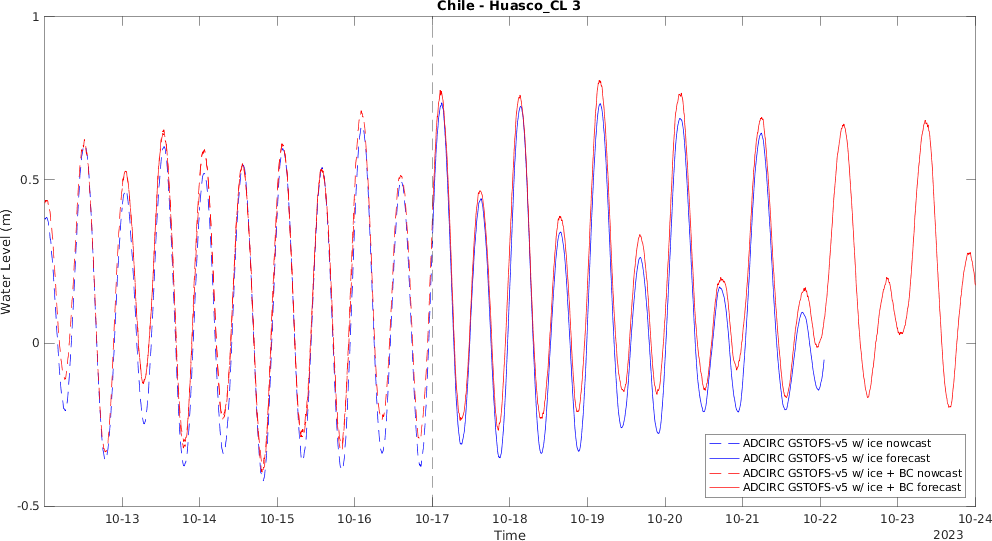 Chile - Huasco_CL 3
Water Level (m)
1
0.5
0
-0.5
10-13 10-14 10-15 10-16 10-17 10-18 10-19 10-20 10-21 10-22 10-23 10-24
Time
2023
ADCIRC GSTOFS-v5 w/ ice nowcast
ADCIRC GSTOFS-v5 w/ ice forecast
ADCIRC GSTOFS-v5 w/ ice + BC nowcast
ADCIRC GSTOFS-v5 w/ ice + BC forecast